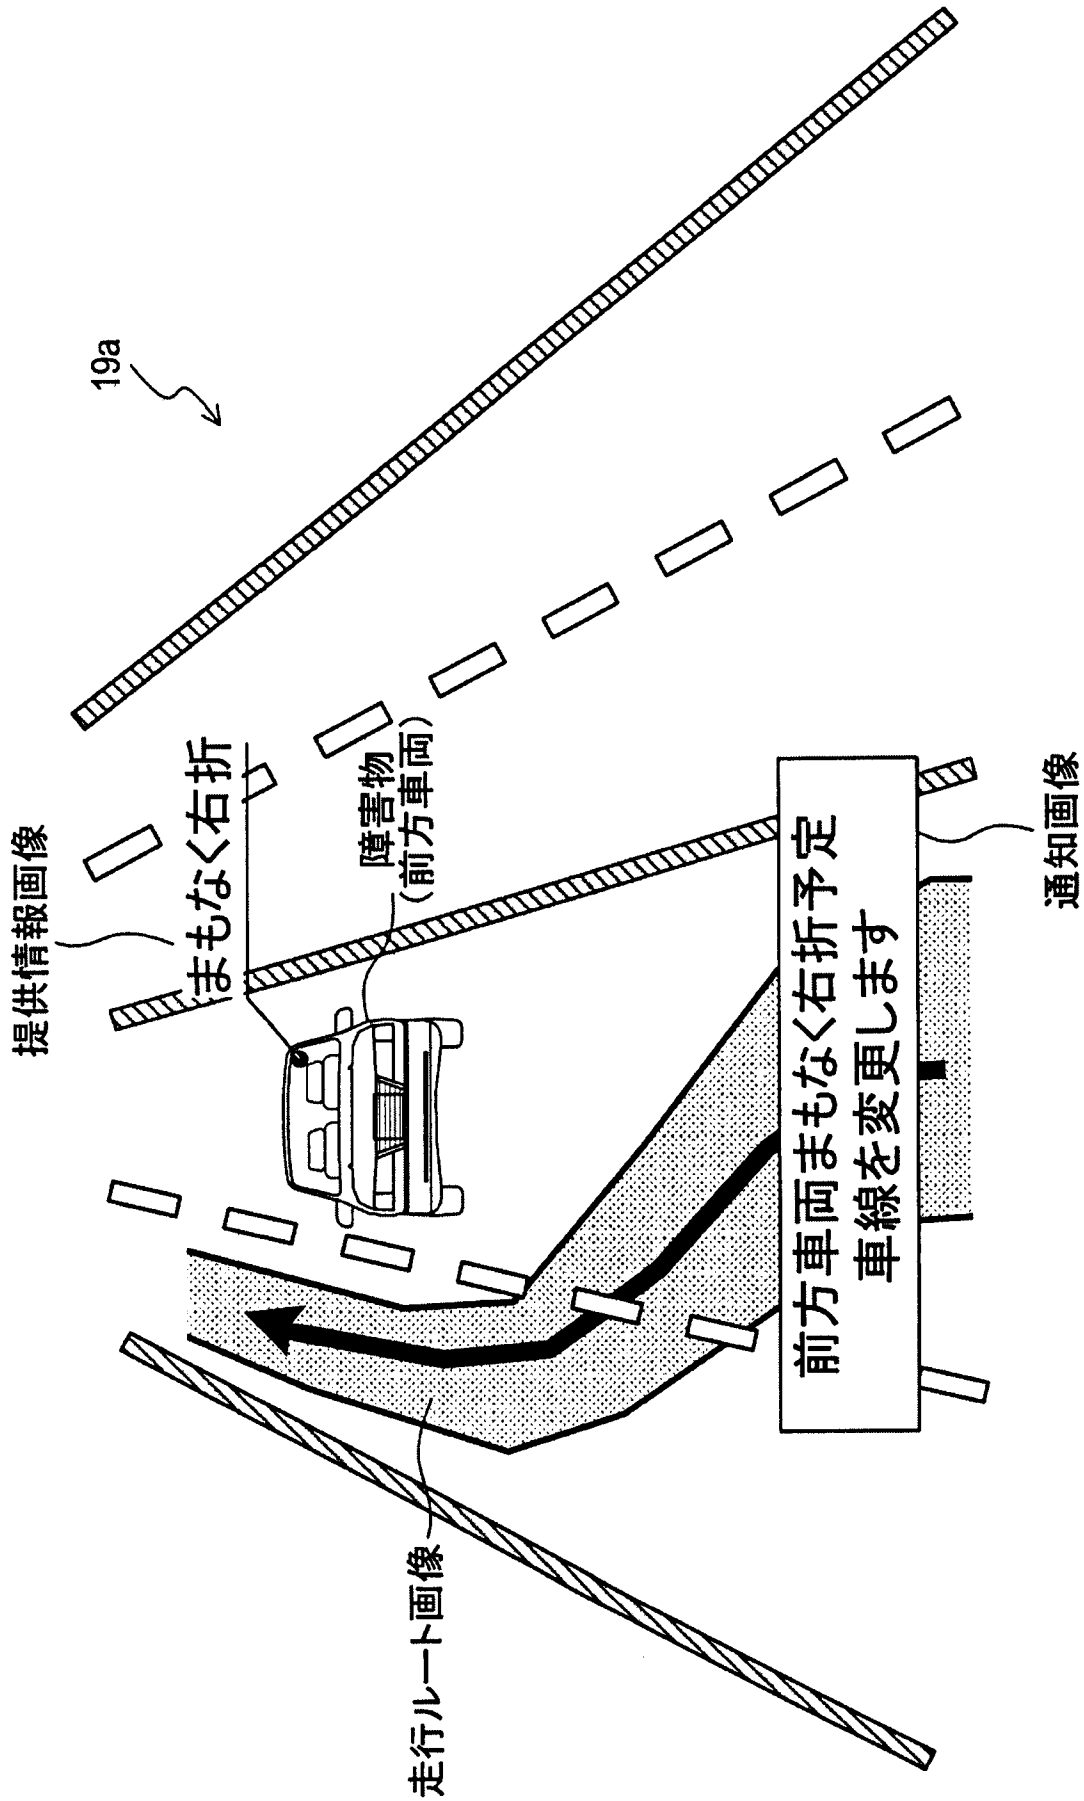 19a
提供情報画像
まもなく右折
障害物
(前方車両)
走行ルート画像
前方車両まもなく右折予定
車線を変更します
通知画像